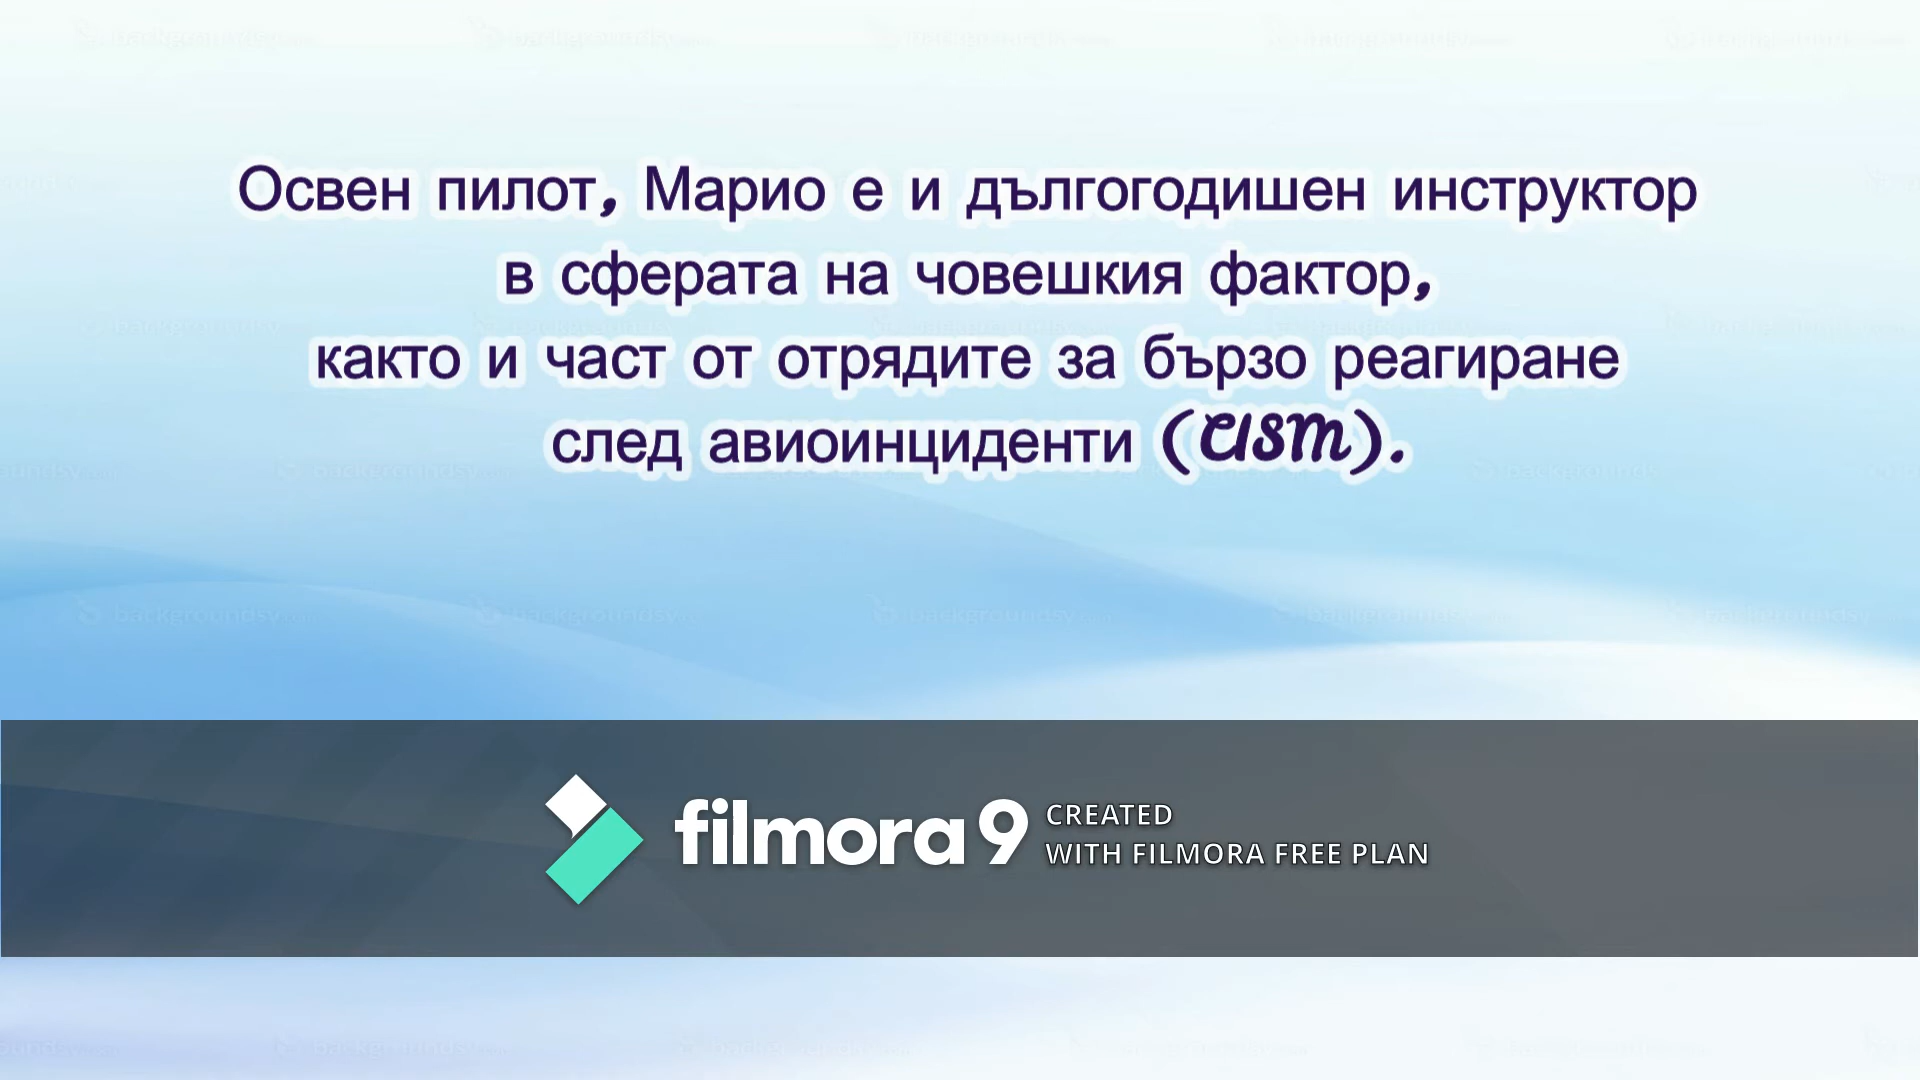 Освен пилот, Марио е и дългогодишен инструктор
в сферата на човешкия фактор,
както и част от отрядите за бързо реагиране
след авиоинциденти (CISM).
filmora 9
CREATED
WITH FILMORA FREE PLAN